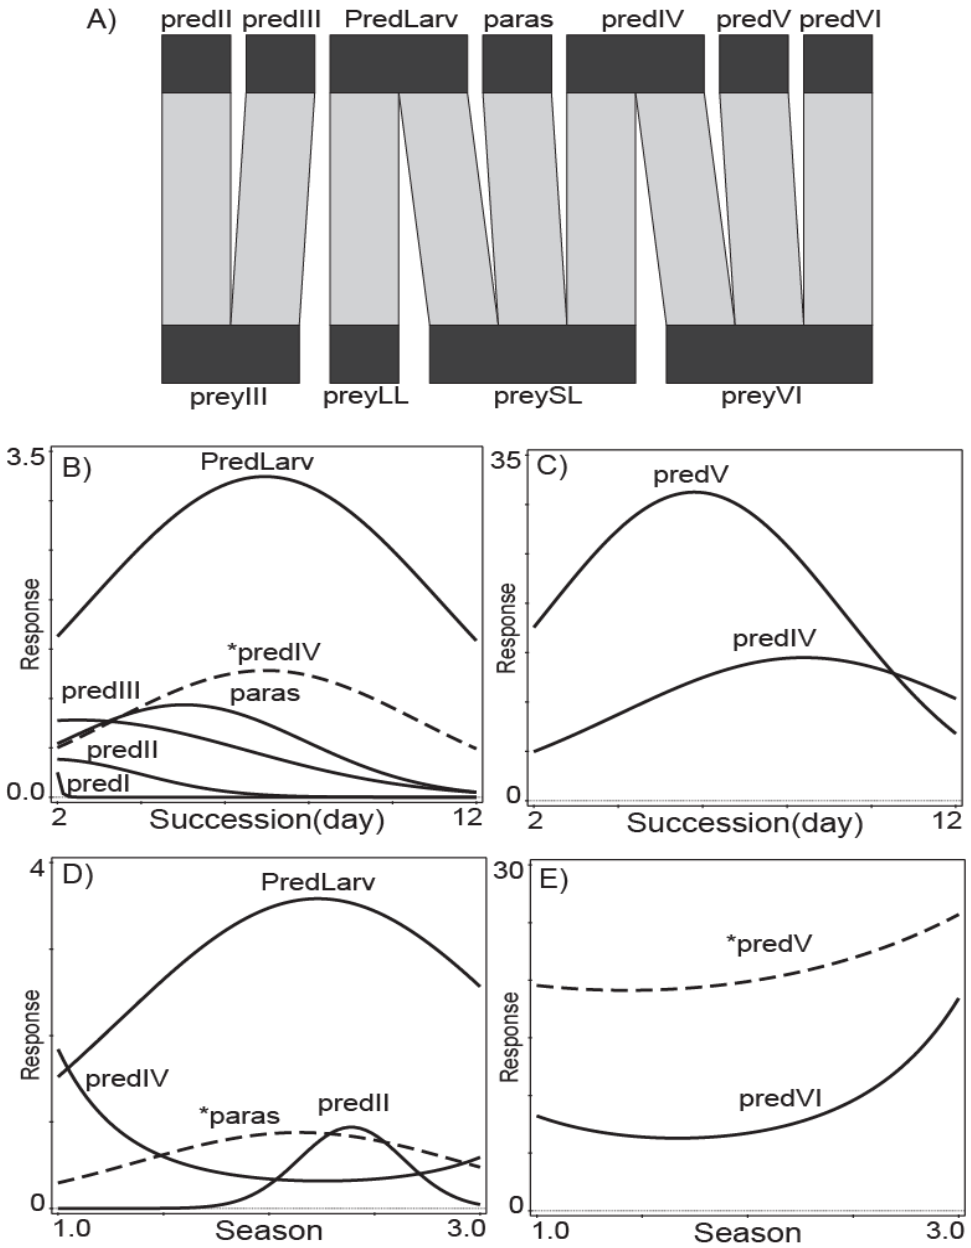 A) predII predIII PredLarv paras predIV predV predVI
preyIII preyLL preySL preyVI
3.5
B)
PredLarv
*predIV
predIII
paras
predII
predI
0.0
Response
2 Succession(day) 12
35
C)
predV
predIV
0
Response
2 Succession(day) 12
4
D)
PredLarv
predIV
*paras
predII
0
Response
1.0 Season 3.0
30
E)
*predV
predVI
0
Response
1.0 Season 3.0